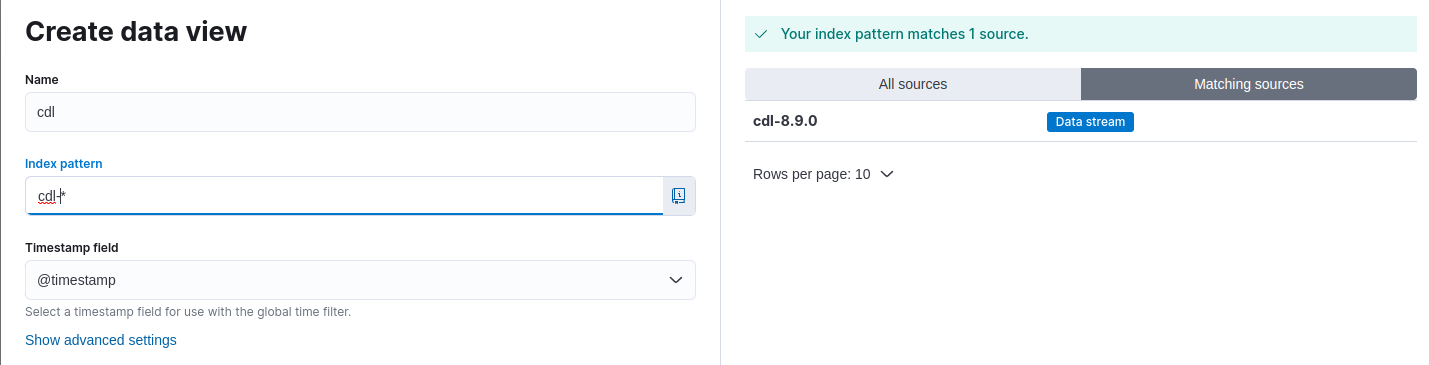 Create data view
Name
cdl
Index pattern
cdl-*
Timestamp field
@timestamp
Select a timestamp field for use with the global time filter.
Show advanced settings
Your index pattern matches 1 source.
All sources
Matching sources
cdl-8.9.0
Data stream
Rows per page: 10